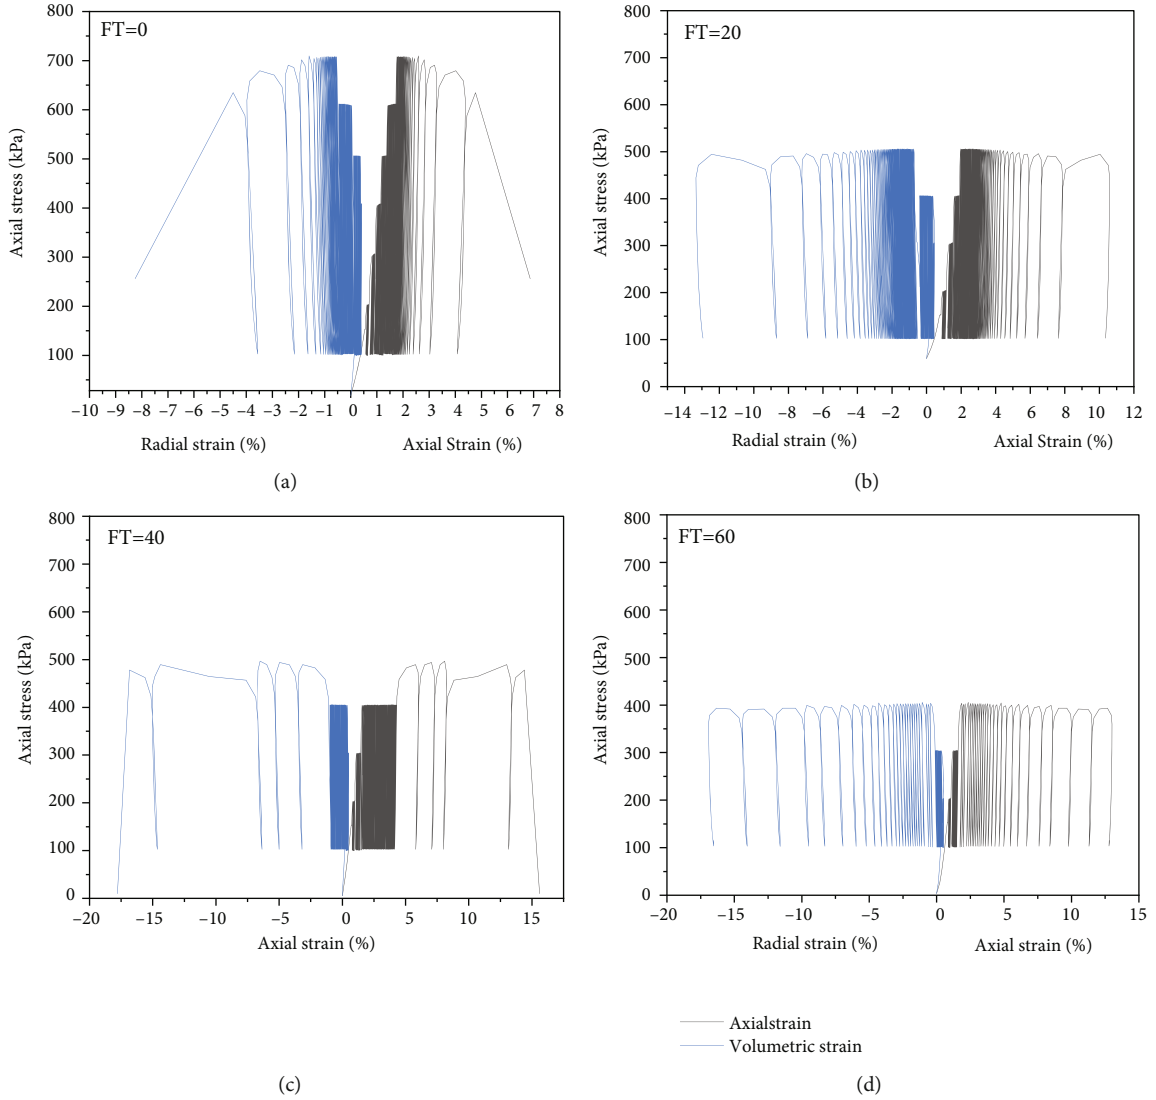 FT=0
800
700
600
500
400
300
200
100
Axial stress (kPa)
−10 −9 −8 −7 −6 −5 −4 −3 −2 −1 0 1 2 3 4 5 6 7 8
Radial strain (%) Axial Strain (%)
(a)
FT=20
800
700
600
500
400
300
200
100
0
Axial stress (kPa)
−14 −12 −10 −8 −6 −4 −2 0 2 4 6 8 10 12
Radial strain (%) Axial Strain (%)
(b)
FT=40
800
700
600
500
400
300
200
100
0
Axial stress (kPa)
−20 −15 −10 −5 0 5 10 15
Axial strain (%)
(c)
FT=60
800
700
600
500
400
300
200
100
0
Axial stress (kPa)
−20 −15 −10 −5 0 5 10 15
Radial strain (%) Axial strain (%)
Axialstrain
Volumetric strain
(d)